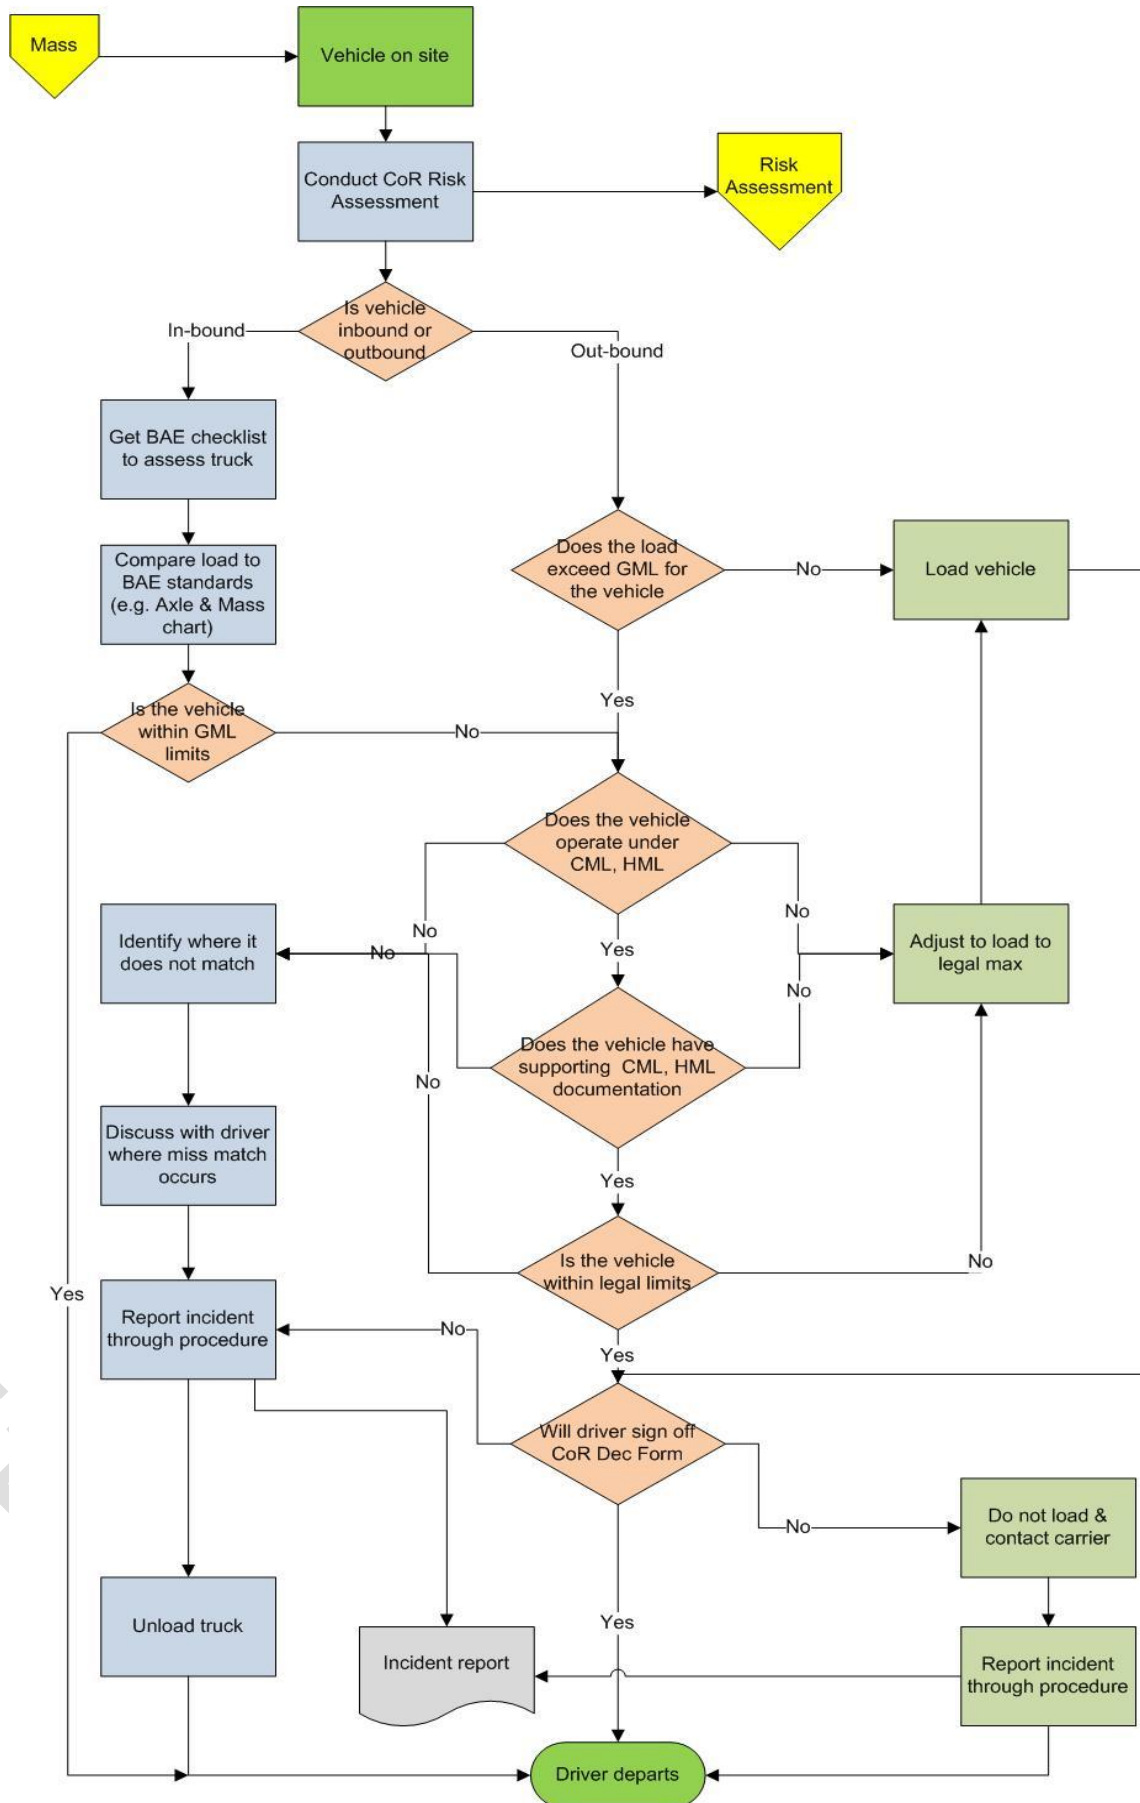 Mass
Vehicle on site
Conduct CoR Risk
Assessment
Risk
Assessment
Is vehicle
inbound or
outbound
In-bound
Out-bound
Get BAE checklist
to assess truck
Compare load to
BAE standards
(e.g. Axle & Mass
chart)
Does the load
exceed GML for
the vehicle
No
Load vehicle
Yes
Is the vehicle
within GML
limits
No
Does the vehicle
operate under
CML, HML
No
No
Yes
Identify where it
does not match
No
Adjust to load to
legal max
No
Does the vehicle have
supporting CML, HML
documentation
No
Discuss with driver
where miss match
occurs
Yes
Is the vehicle
within legal limits
No
Yes
Report incident
through procedure
No
Yes
Will driver sign off
CoR Dec Form
No
Do not load &
contact carrier
Unload truck
Yes
Incident report
Report incident
through procedure
Driver departs